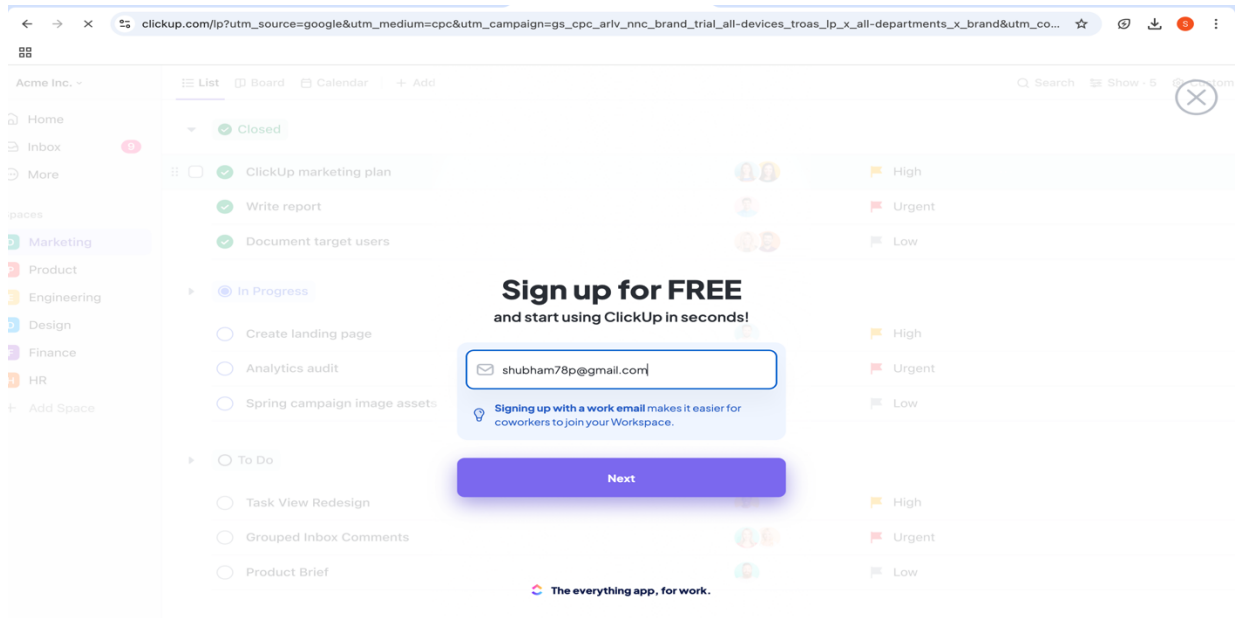 clickup.com/lp?utm_source=google&utm_medium=cpc&utm_campaign=gs_cpc_arlv_nnc_brand_trial_all-devices_troas_lp_x_all-departments_x_brand&utm_co...
S
Acme Inc.
List Board Calendar + Add
Search Show - 5 Custom
Home
Inbox 9
More
paces
Marketing
Product
Engineering
Design
Finance
HR
+ Add Space
Closed
ClickUp marketing plan High
Write report Urgent
Document target users Low
In Progress
Create landing page High
Analytics audit Urgent
Spring campaign image assets Low
To Do
Task View Redesign High
Grouped Inbox Comments Urgent
Product Brief Low
Sign up for FREE
and start using ClickUp in seconds!
shubham78p@gmail.com
Signing up with a work email makes it easier for
coworkers to join your Workspace.
Next
The everything app, for work.